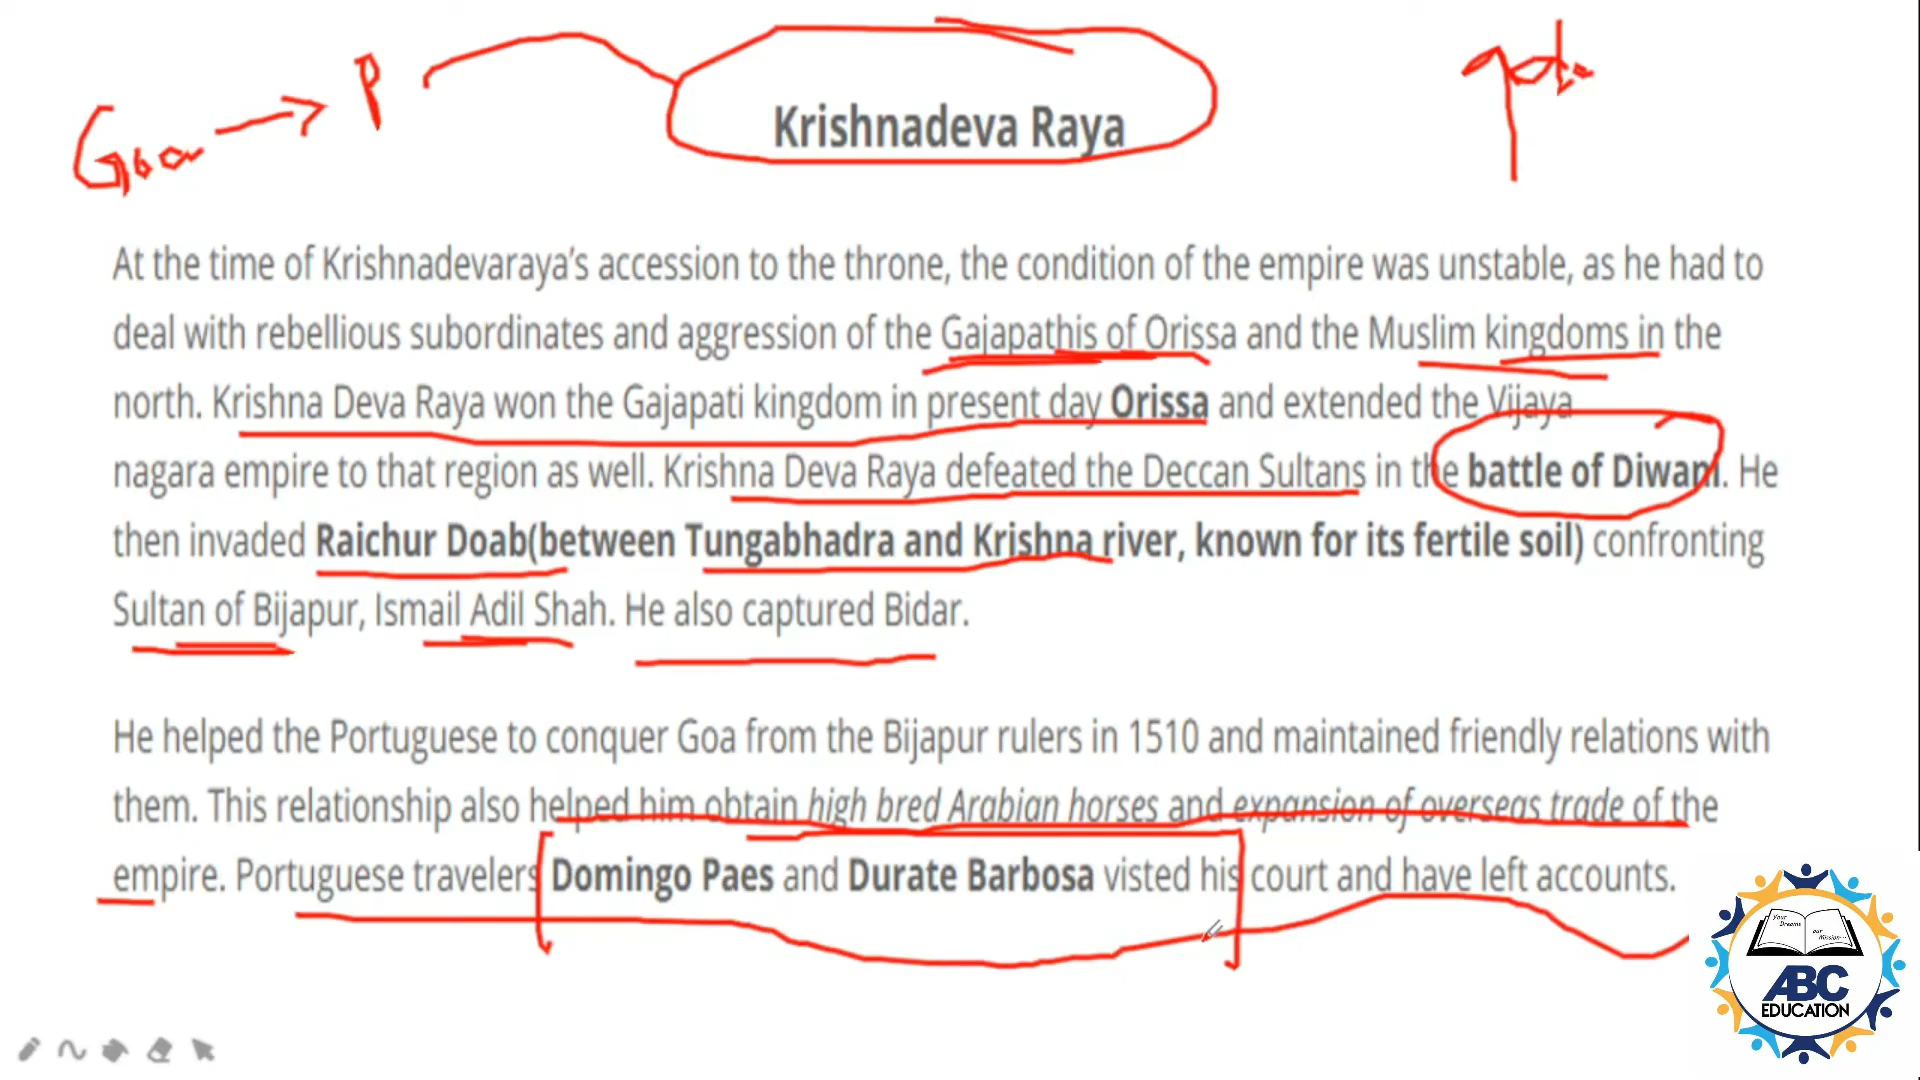 Goa → P
Krishnadeva Raya
At the time of Krishnadevaraya's accession to the throne, the condition of the empire was unstable, as he had to
deal with rebellious subordinates and aggression of the Gajapathis of Orissa and the Muslim kingdoms in the
north. Krishna Deva Raya won the Gajapati kingdom in present day Orissa and extended the Vijaya
nagara empire to that region as well. Krishna Deva Raya defeated the Deccan Sultans in the battle of Diwani. He
then invaded Raichur Doab(between Tungabhadra and Krishna river, known for its fertile soil) confronting
Sultan of Bijapur, Ismail Adil Shah. He also captured Bidar.
He helped the Portuguese to conquer Goa from the Bijapur rulers in 1510 and maintained friendly relations with
them. This relationship also helped him obtain high bred Arabian horses and expansion of overseas trade of the
empire. Portuguese travelers Domingo Paes and Durate Barbosa visted his court and have left accounts.
Your
Dreams
our
Mission...
ABC
EDUCATION